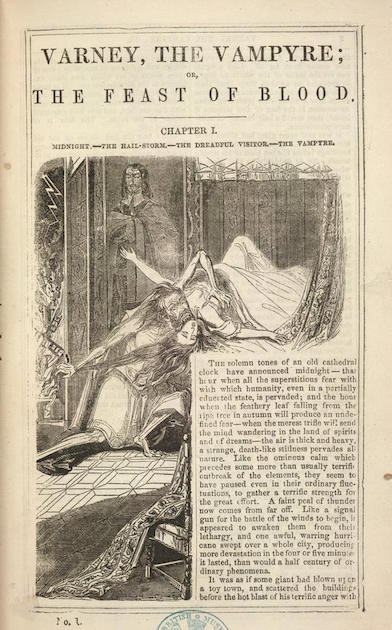 VARNEY, THE VAMPYRE;
OR,
THE FEAST OF BLOOD.
CHAPTER I.
MIDNIGHT.—THE HAIL-STORM.—THE DREADFUL VISITOR.—THE VAMPYRE.
The solemn tones of an old cathedral
clock have announced midnight—that
hour when all the superstitious fear with
with which humanity, even in a partially
educated state, is pervaded; and the hour
when the feathery leaf falling from the
tree in autumn will produce an unde-
fined fear—when the merest trifle will send
the mind wandering in the land of spirits
and of dreams—the air is thick and heavy,
a strange, death-like stillness pervades al
nature. Like the ominous calm which
precedes some more than usually terrific
outbreak of the elements, they seem to
have paused even in their ordinary fluc-
tuations, to gather a terrific strength for
the great effort. A faint peal of thunder
now comes from far off. Like a signal
gun for the battle of the winds to begin, it
appeared to awaken them from their
lethargy, and one awful, warring hurri-
cane swept over a whole city, producing
more devastation in the four or five minutes
it lasted, than would a half century of or-
dinary phenomena.
It was as if some giant had blown upon
a toy town, and scattered the buildings
before the hot blast of his terrific anger with
No. 1.
BRITISH MUSE